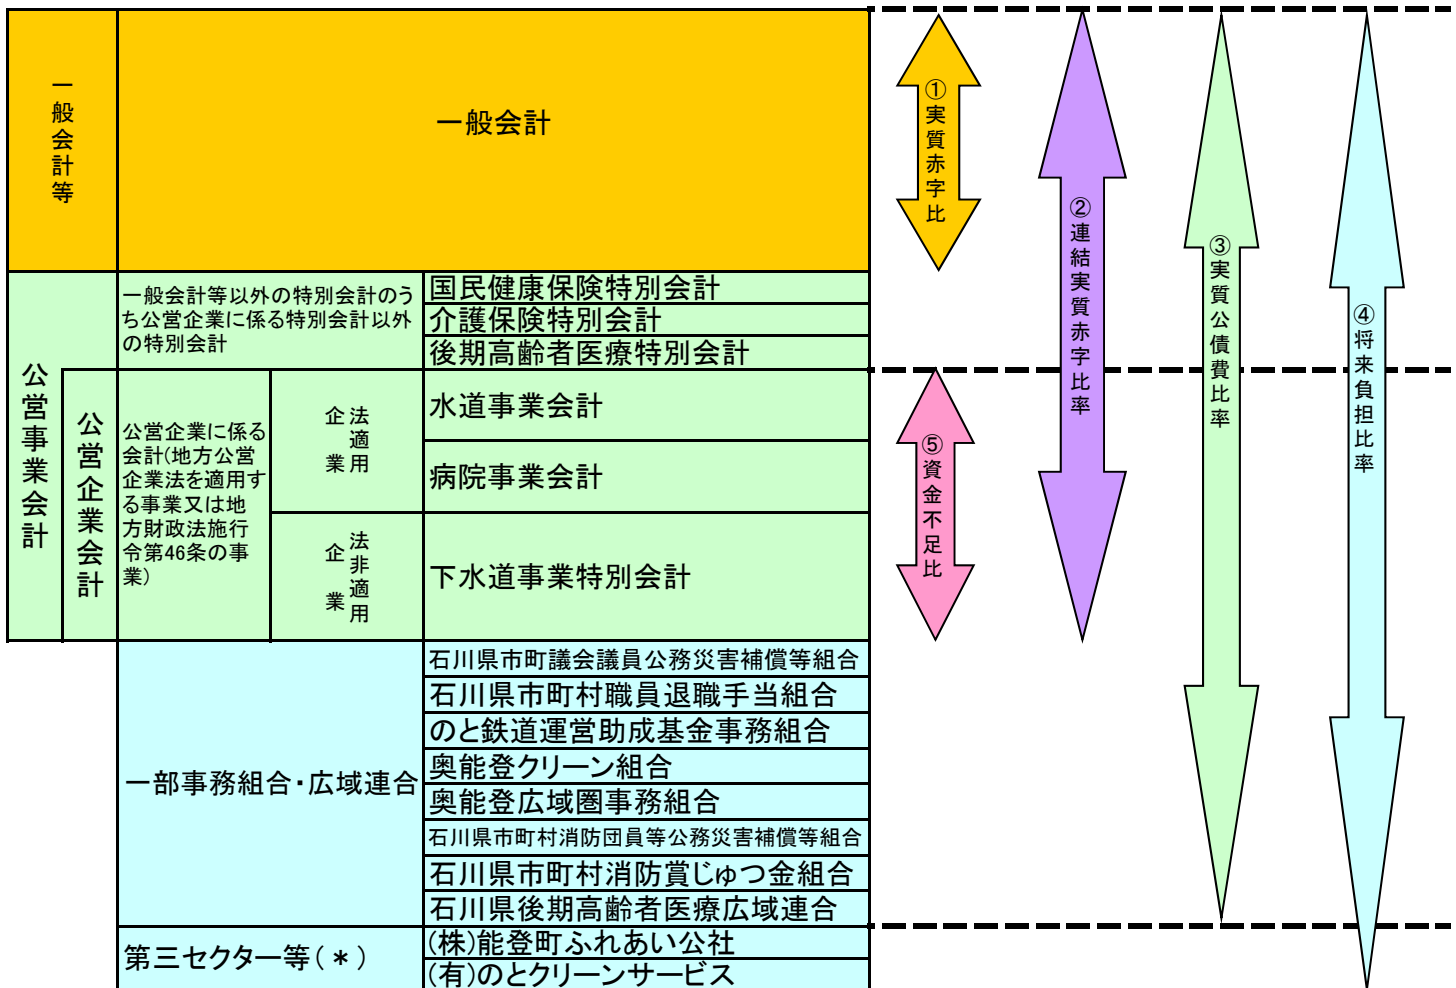 一般会計等
一般会計
公営事業会計
一般会計等以外の特別会計のう
ち公営企業に係る特別会計以外
の特別会計
国民健康保険特別会計
介護保険特別会計
後期高齢者医療特別会計
公営企業会計
公営企業に係る
会計(地方公営
企業法を適用す
る事業又は地
方財政法施行
令第46条の事
業)
法適用
企業
水道事業会計
病院事業会計
法非適用
企業
下水道事業特別会計
一部事務組合・広域連合
石川県市町議会議員公務災害補償等組合
石川県市町村職員退職手当組合
のと鉄道運営助成基金事務組合
奥能登クリーン組合
奥能登広域圏事務組合
石川県市町村消防団員等公務災害補償等組合
石川県市町村消防賞じゅつ金組合
石川県後期高齢者医療広域連合
第三セクター等(＊)
(株)能登町ふれあい公社
(有)のとクリーンサービス
①実質赤字比
②連結実質赤字比率
③実質公債費比率
④将来負担比率
⑤資金不足比